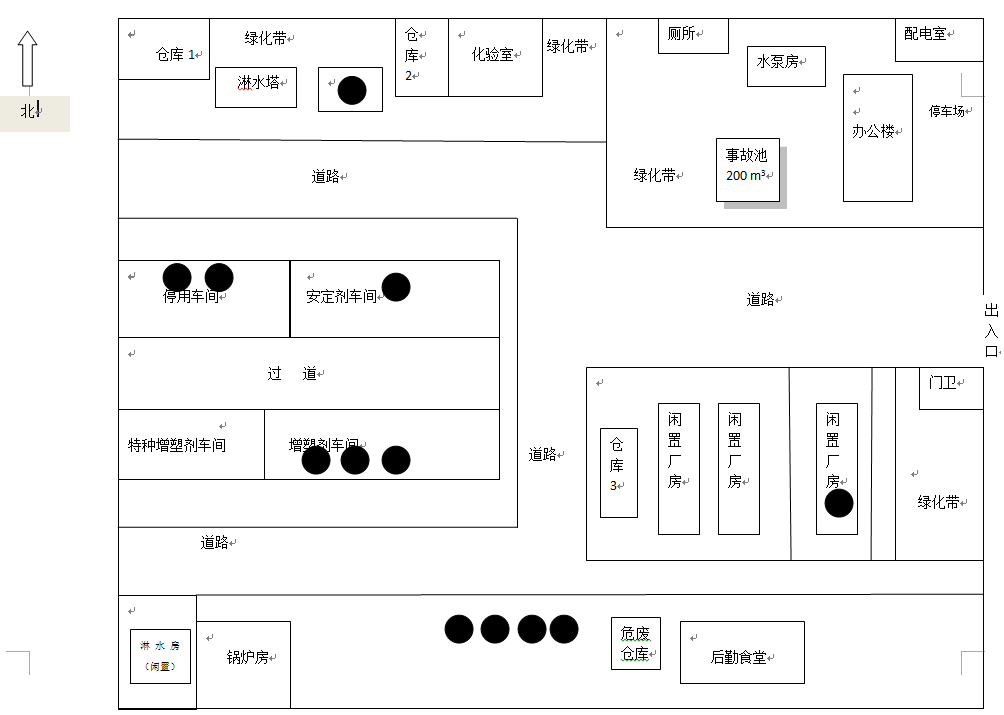 北
仓库 1
绿化带
淋水塔
仓
库
2
化验室
绿化带
厕所
水泵房
配电室
停车场
办公楼
事故池
200 m³
绿化带
道路
停用车间
安定剂车间
道路
出
入
口
过 道
特种增塑剂车间
增塑剂车间
道路
仓
库
3
闲
置
厂
房
闲
置
厂
房
闲
置
厂
房
门卫
绿化带
道路
淋 水 房
（闲置）
锅炉房
危废
仓库
后勤食堂